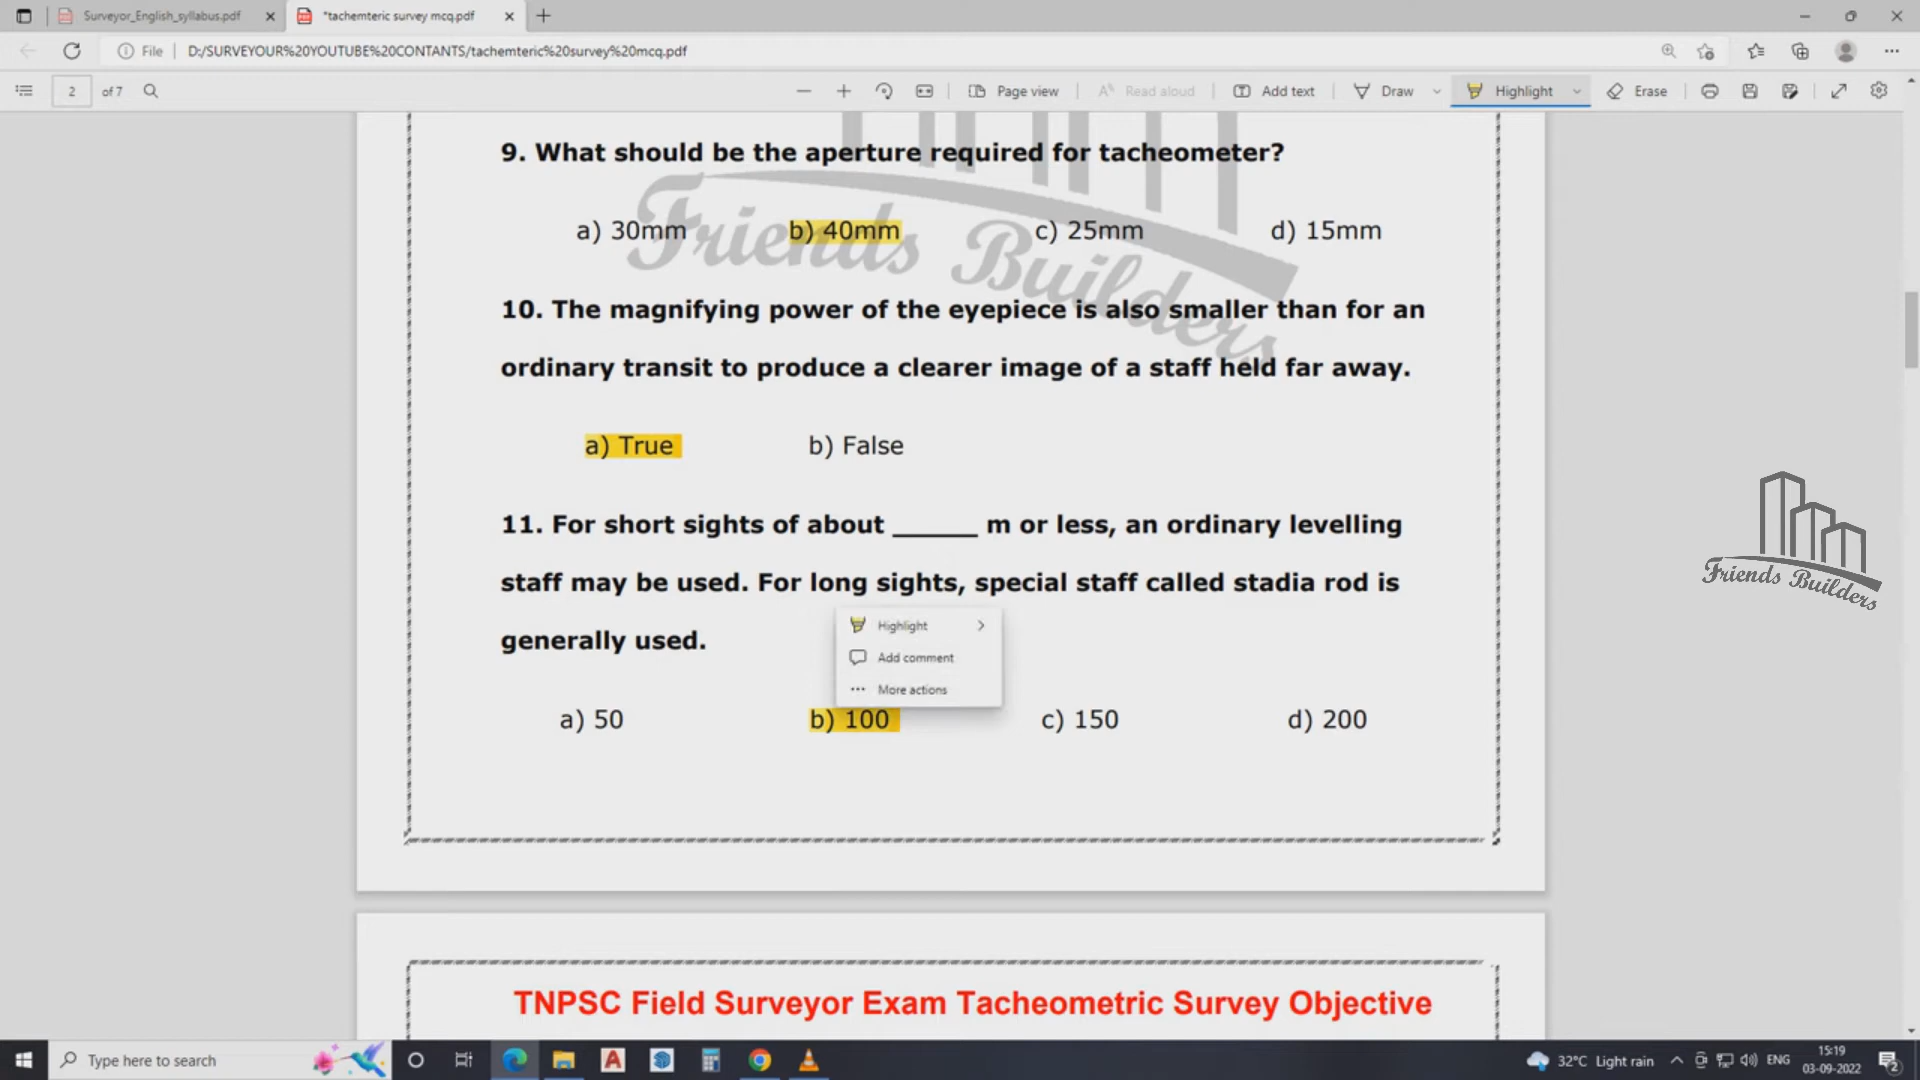 Surveyor_English_syllabus.pdf
*tachemteric survey mcq.pdf
File
D:/SURVEYOUR%20YOUTUBE%20CONTANTS/tachemteric%20survey%20mcq.pdf
2 of 7
Page view
Read aloud
Add text
Draw
Highlight
Erase
9. What should be the aperture required for tacheometer?
a) 30mm b) 40mm c) 25mm d) 15mm
Friends Builders
10. The magnifying power of the eyepiece is also smaller than for an
ordinary transit to produce a clearer image of a staff held far away.
a) True b) False
11. For short sights of about ______ m or less, an ordinary levelling
staff may be used. For long sights, special staff called stadia rod is
generally used.
Highlight
Add comment
More actions
a) 50 b) 100 c) 150 d) 200
Friends Builders
TNPSC Field Surveyor Exam Tacheometric Survey Objective
Type here to search
32°C Light rain
ENG
15:19
03-09-2022
2